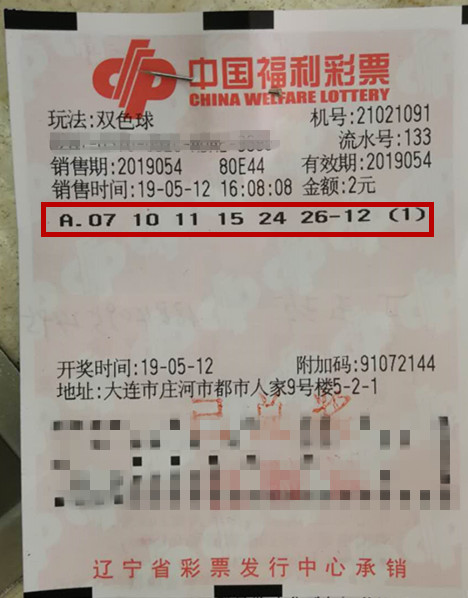 中国福利彩票
CHINA WELFARE LOTTERY
玩法:双色球 机号:21021091
流水号:133
销售期:2019054 80E44 有效期:2019054
销售时间:19-05-12 16:08:08 金额:2元
A.07 10 11 15 24 26-12 (1)
开奖时间:19-05-12 附加码:91072144
地址:大连市庄河市都市人家9号楼5-2-1
辽宁省彩票发行中心承销